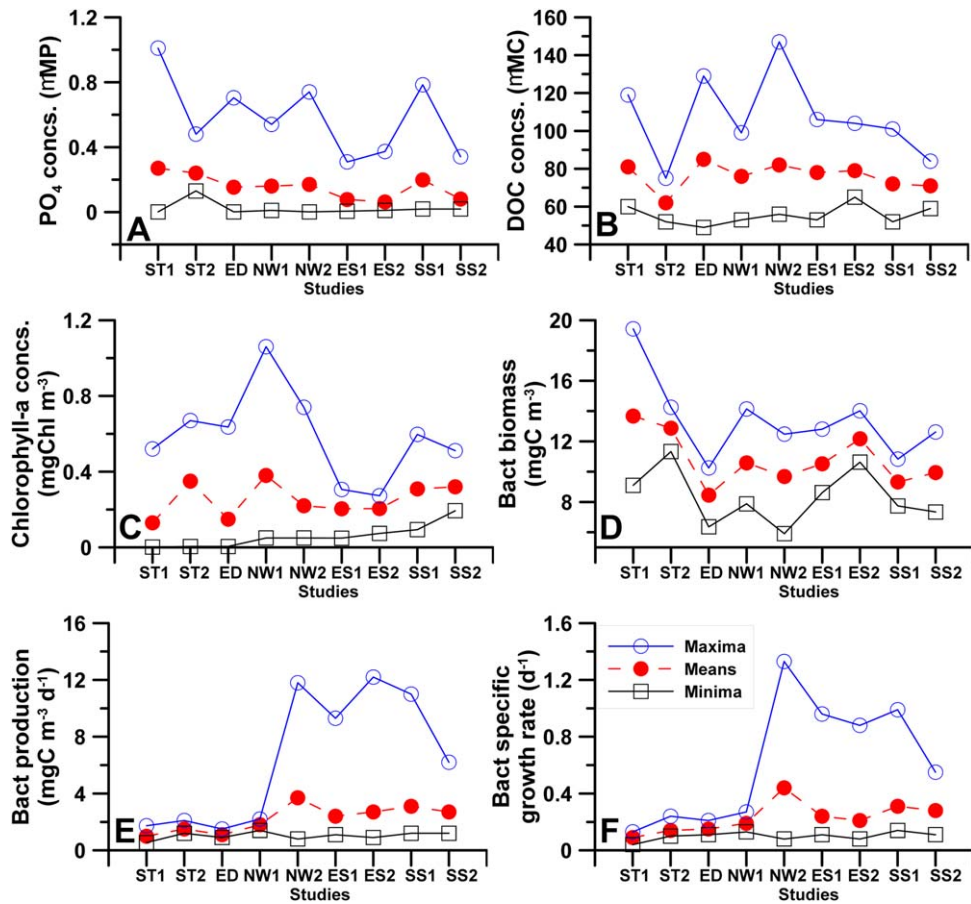 PO₄ concs. (mMP)
1.2
0.8
0.4
0
A
ST1 ST2 ED NW1 NW2 ES1 ES2 SS1 SS2
Studies
DOC concs. (mMC)
160
140
120
100
80
60
40
B
ST1 ST2 ED NW1 NW2 ES1 ES2 SS1 SS2
Studies
Chlorophyll-a concs.
(mgChl m⁻³)
1.2
0.8
0.4
0
C
ST1 ST2 ED NW1 NW2 ES1 ES2 SS1 SS2
Studies
Bact biomass
(mgC m⁻³)
20
16
12
8
D
ST1 ST2 ED NW1 NW2 ES1 ES2 SS1 SS2
Studies
Bact production
(mgC m⁻³ d⁻¹)
16
12
8
4
0
E
ST1 ST2 ED NW1 NW2 ES1 ES2 SS1 SS2
Studies
Bact specific
growth rate (d⁻¹)
1.6
1.2
0.8
0.4
0
Maxima
Means
Minima
F
ST1 ST2 ED NW1 NW2 ES1 ES2 SS1 SS2
Studies